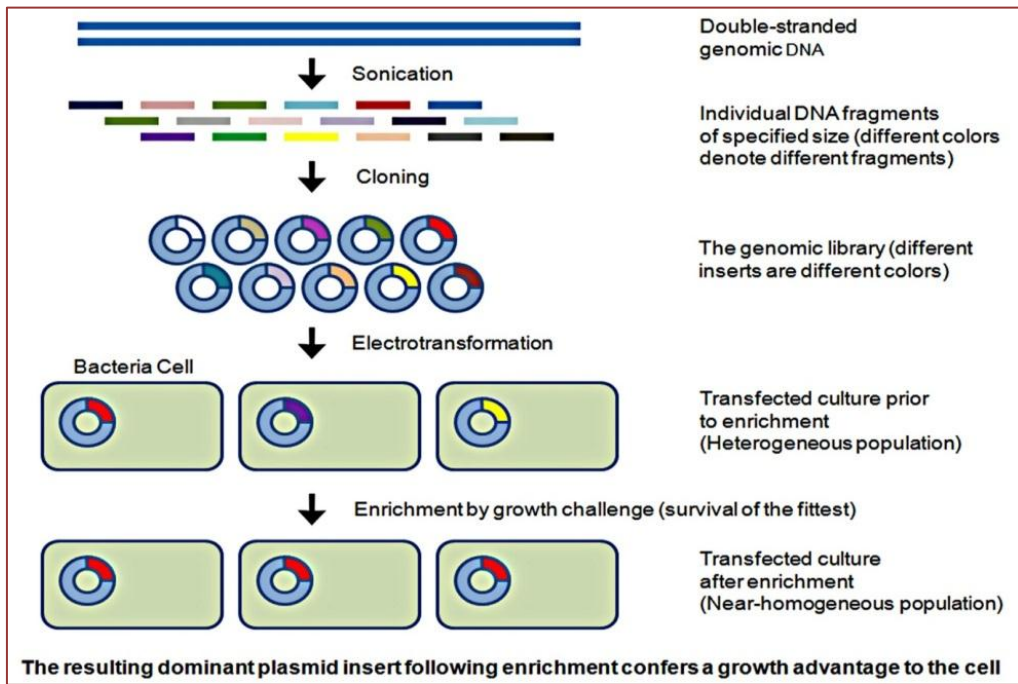 Double-stranded
genomic DNA
Sonication
Individual DNA fragments
of specified size (different colors
denote different fragments)
Cloning
The genomic library (different
inserts are different colors)
Electrotransformation
Bacteria Cell
Transfected culture prior
to enrichment
(Heterogeneous population)
Enrichment by growth challenge (survival of the fittest)
Transfected culture
after enrichment
(Near-homogeneous population)
The resulting dominant plasmid insert following enrichment confers a growth advantage to the cell